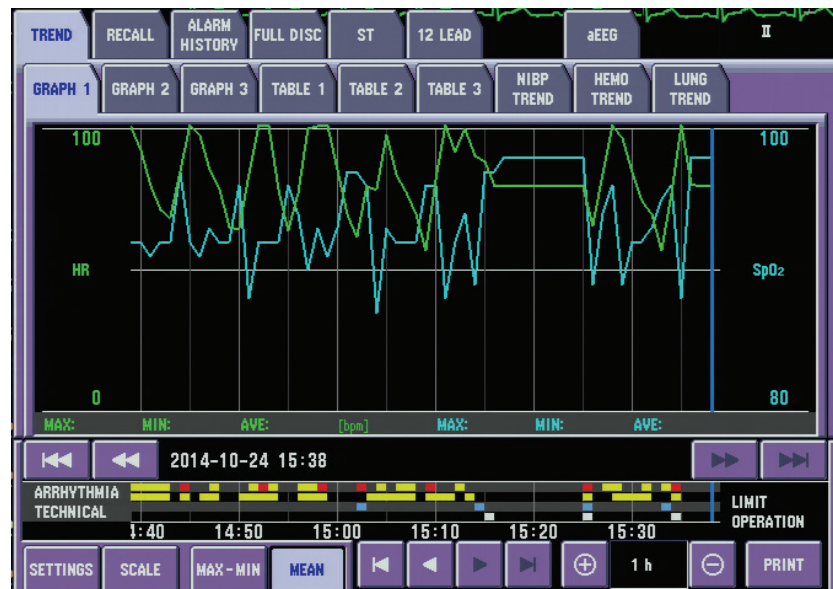 TREND RECALL ALARM HISTORY FULL DISC ST 12 LEAD aEEG II
GRAPH 1 GRAPH 2 GRAPH 3 TABLE 1 TABLE 2 TABLE 3 NIBP TREND HEMO TREND LUNG TREND
100 100
HR SpO2
0 80
MAX: MIN: AVE: [bpm] MAX: MIN: AVE:
2014-10-24 15:38
ARRHYTHMIA
TECHNICAL
LIMIT
OPERATION
:40 14:50 15:00 15:10 15:20 15:30
SETTINGS SCALE MAX-MIN MEAN 1 h PRINT